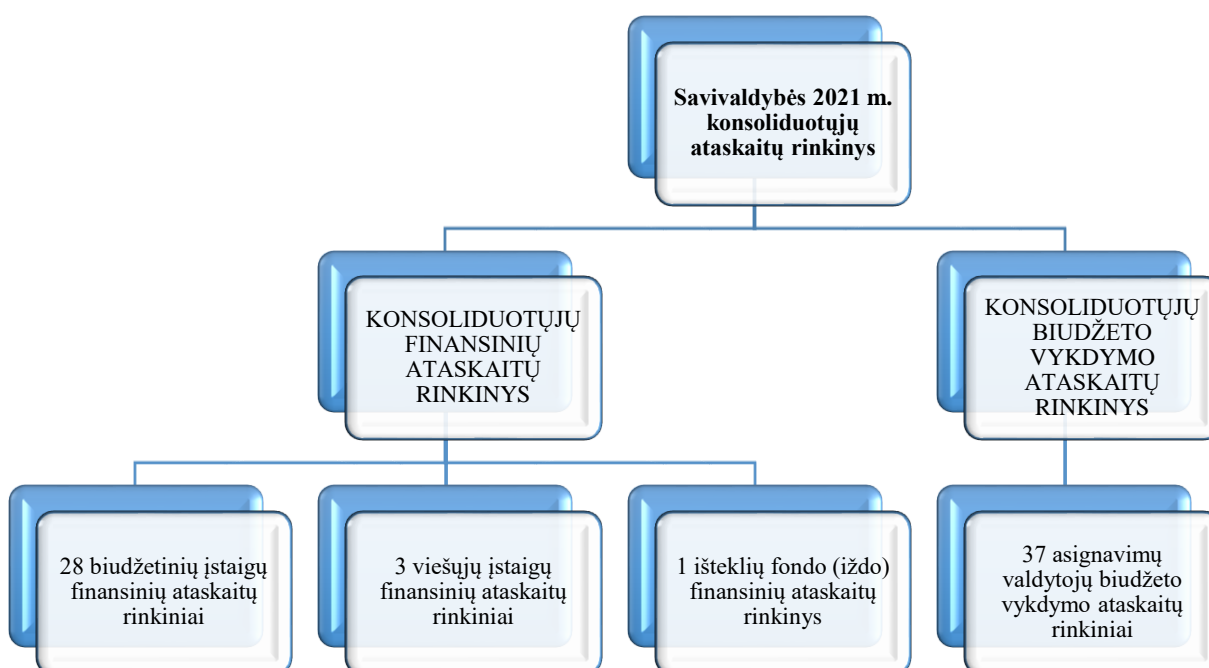 Savivaldybės 2021 m.
konsoliduotųjų
ataskaitų rinkinys
KONSOLIDUOTŲJŲ
FINANSINIŲ
ATASKAITŲ
RINKINYS
KONSOLIDUOTŲJŲ
BIUDŽETO
VYKDYMO
ATASKAITŲ
RINKINYS
28 biudžetinių įstaigų
finansinių ataskaitų
rinkiniai
3 viešųjų įstaigų
finansinių ataskaitų
rinkiniai
1 išteklių fondo (iždo)
finansinių ataskaitų
rinkinys
37 asignavimų
valdytojų biudžeto
vykdymo ataskaitų
rinkiniai